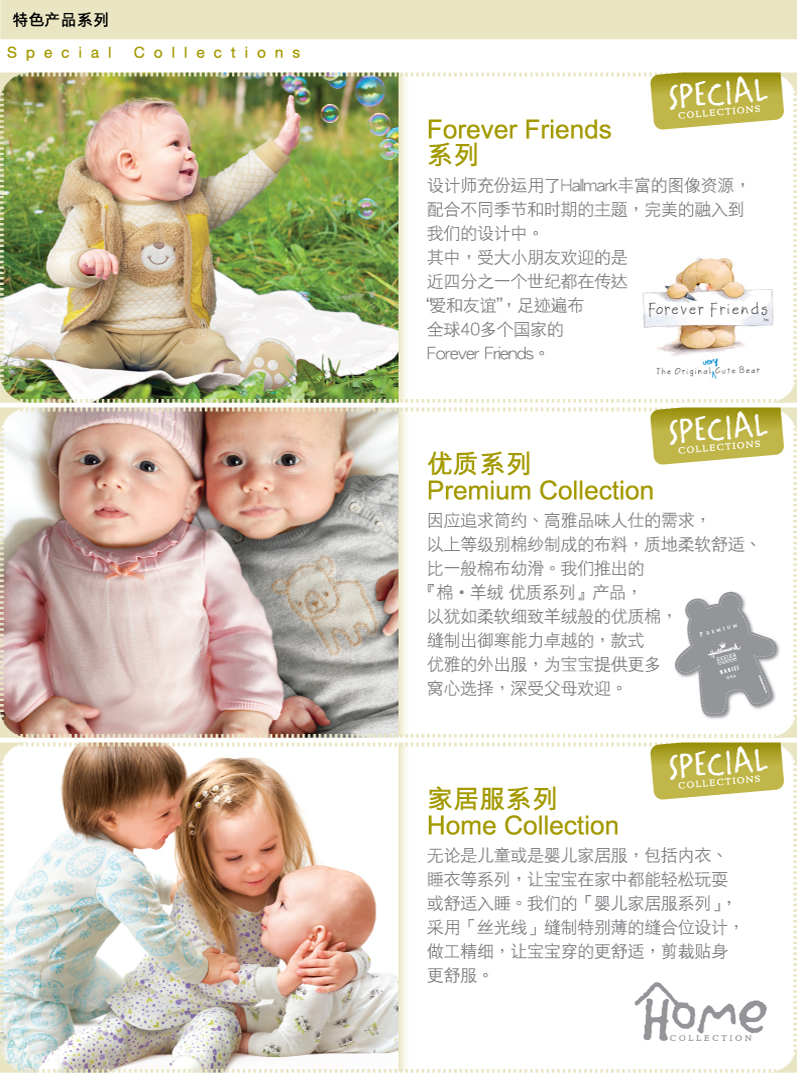 特色产品系列
Special Collections
SPECIAL
COLLECTIONS
Forever Friends
系列
设计师充份运用了Hallmark丰富的图像资源，
配合不同季节和时期的主题，完美的融入到
我们的设计中。
其中，受大小朋友欢迎的是
近四分之一个世纪都在传达
“爱和友谊”，足迹遍布
全球40多个国家的
Forever Friends。
Forever Friends
TM
very
The Original Cute Bear
SPECIAL
COLLECTIONS
优质系列
Premium Collection
因应追求简约、高雅品味人仕的需求，
以上等级别棉纱制成的布料，质地柔软舒适、
比一般棉布幼滑。我们推出的
『棉·羊绒 优质系列』产品，
以犹如柔软细致羊绒般的优质棉，
缝制出御寒能力卓越的，款式
优雅的外出服，为宝宝提供更多
窝心选择，深受父母欢迎。
PREMIUM
Hallmark
BABIES
USA
SPECIAL
COLLECTIONS
家居服系列
Home Collection
无论是儿童或是婴儿家居服，包括内衣、
睡衣等系列，让宝宝在家中都能轻松玩耍
或舒适入睡。我们的「婴儿家居服系列」，
采用「丝光线」缝制特别薄的缝合位设计，
做工精细，让宝宝穿的更舒适，剪裁贴身
更舒服。
Home
COLLECTION